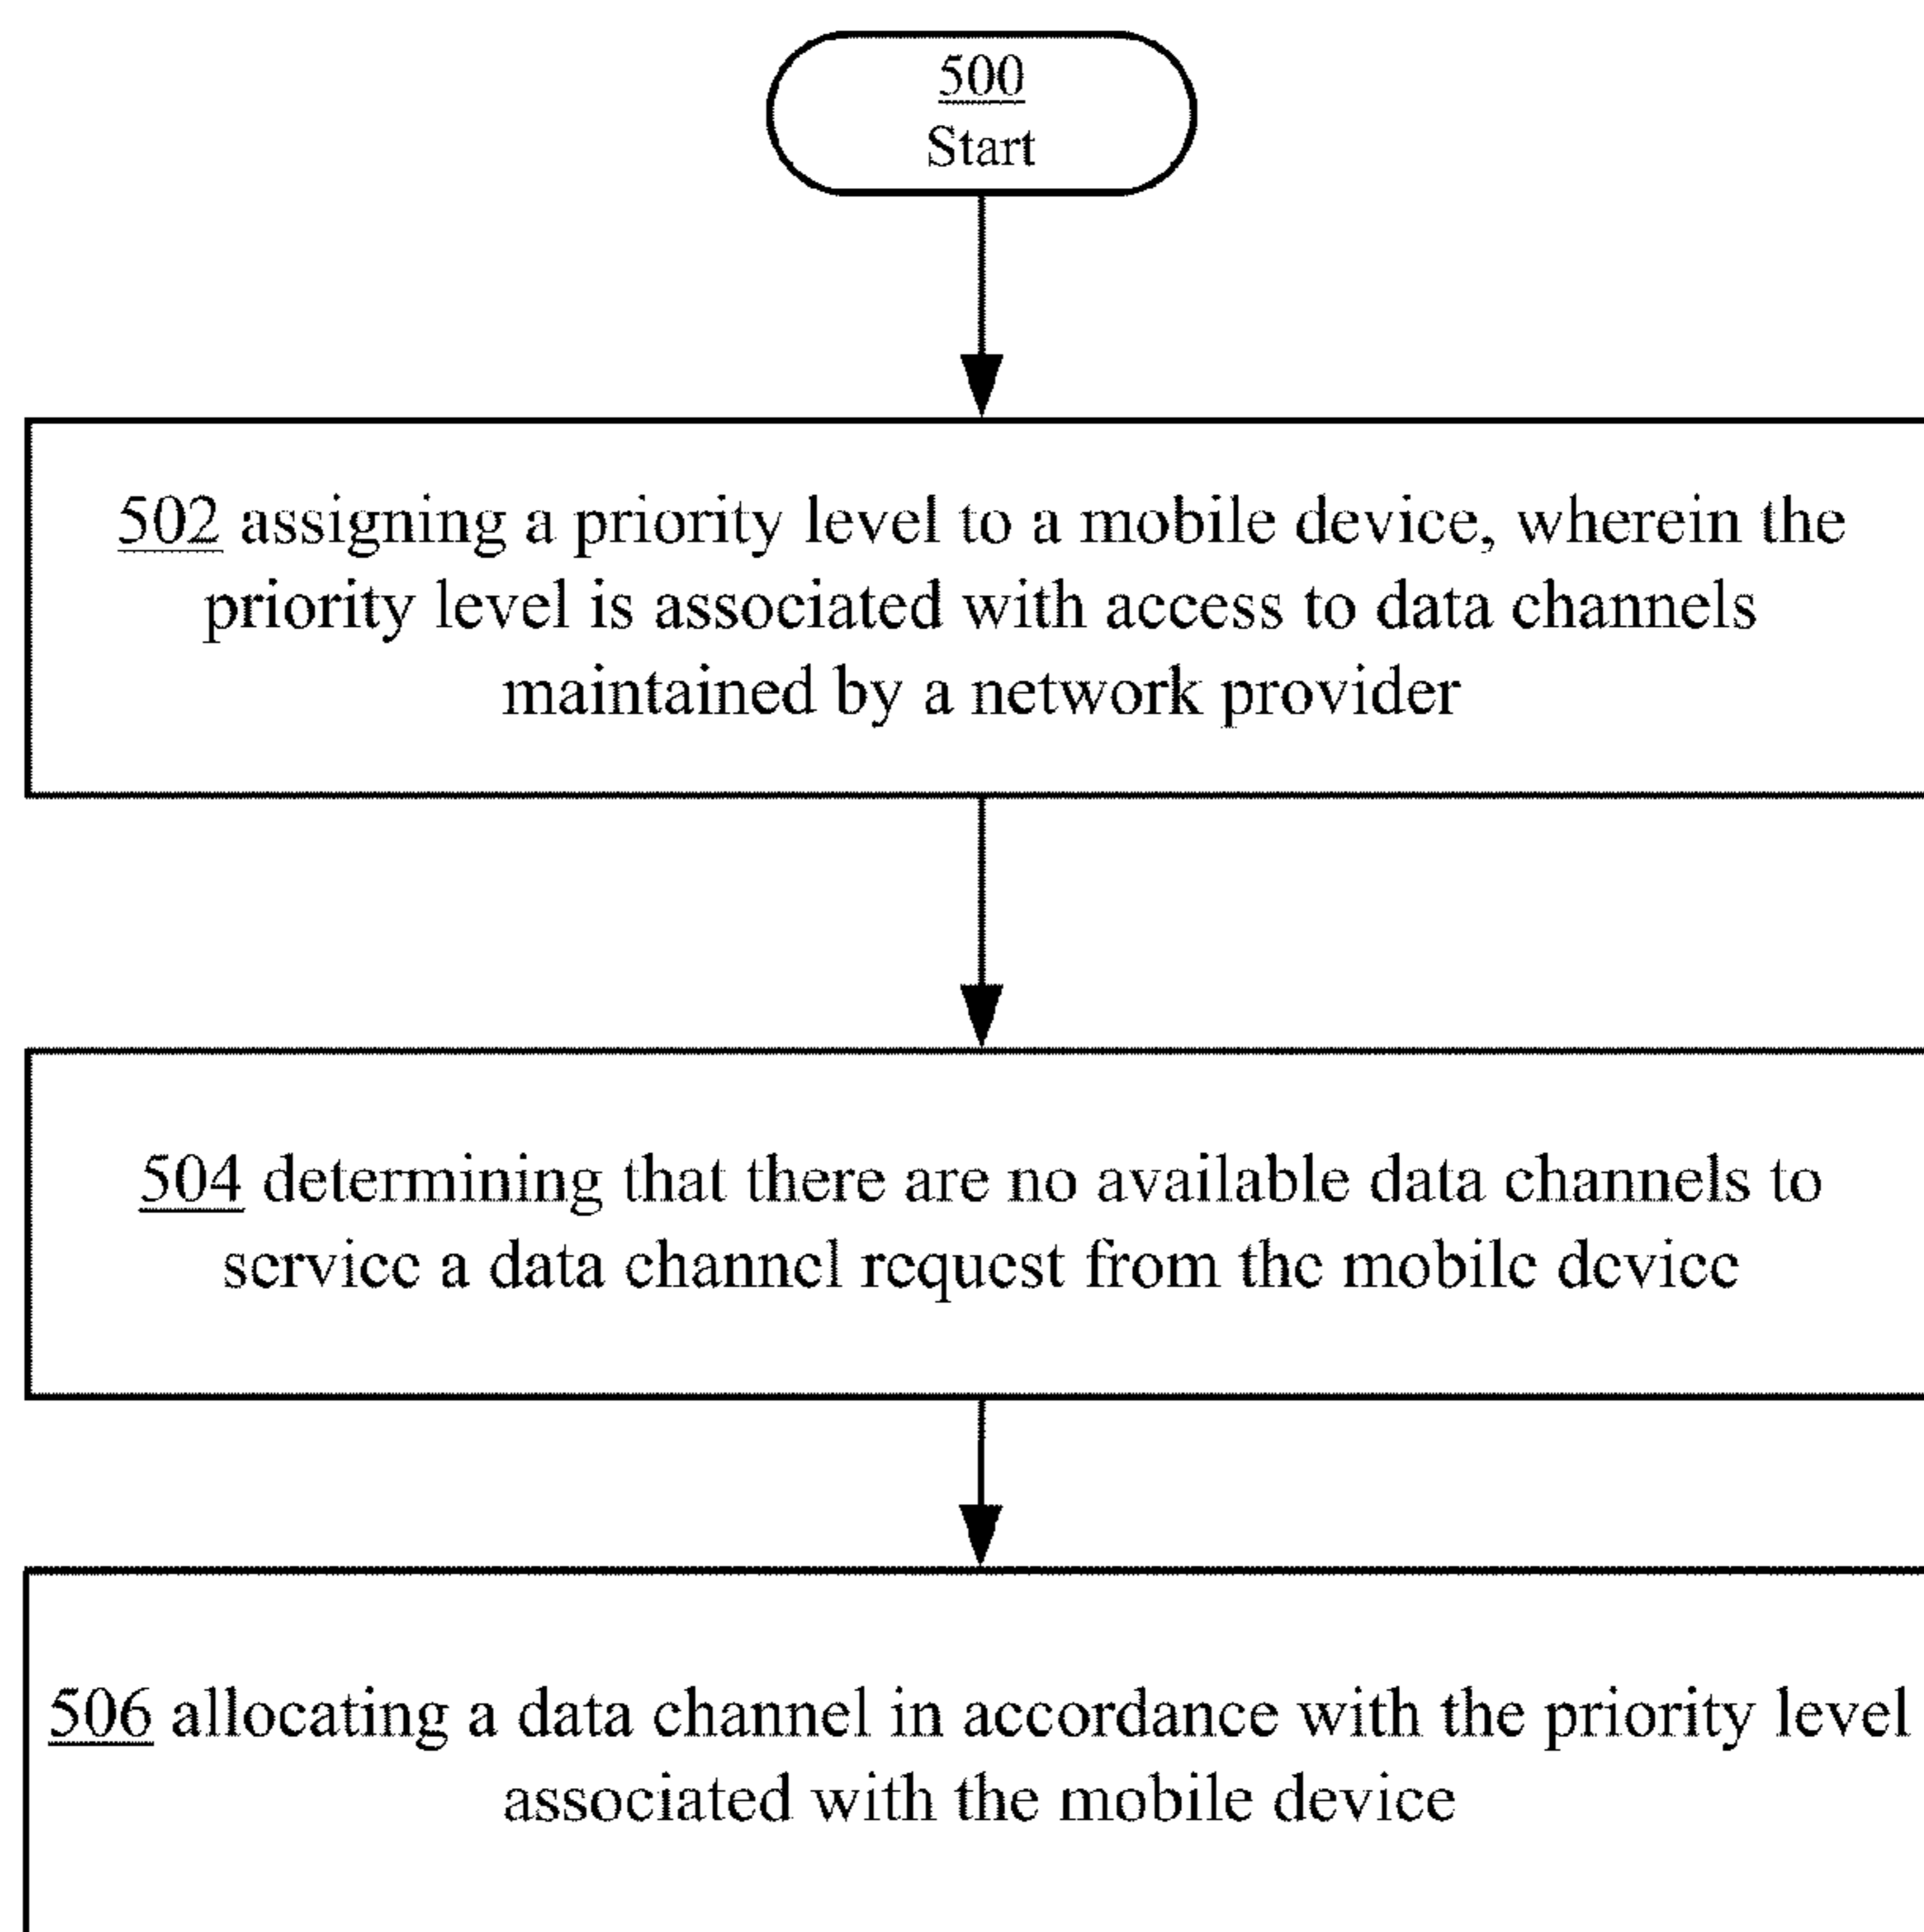 500
Start
502 assigning a priority level to a mobile device, wherein the
priority level is associated with access to data channels
maintained by a network provider
504 determining that there are no available data channels to
service a data channel request from the mobile device
506 allocating a data channel in accordance with the priority level
associated with the mobile device